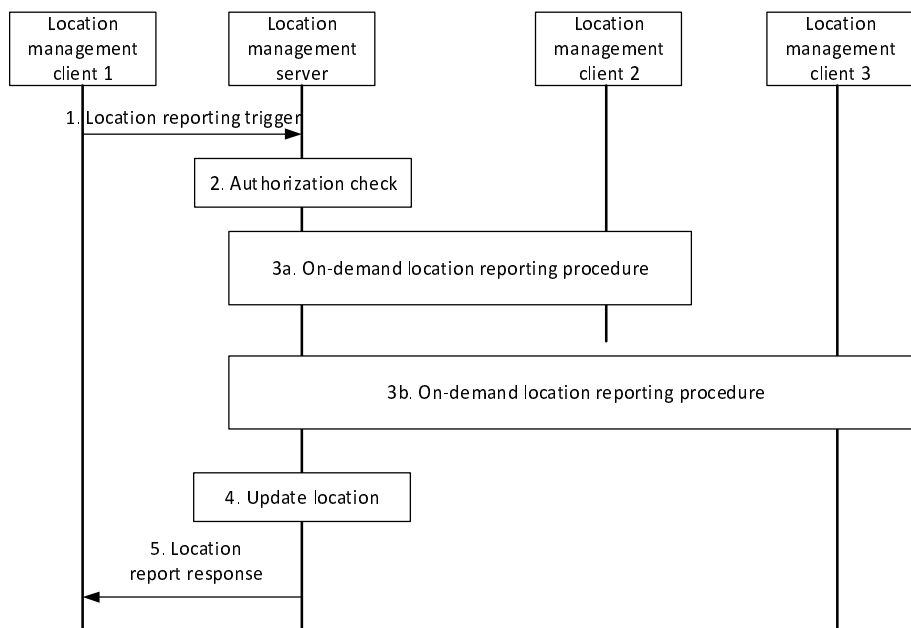 Location
management
client 1
Location
management
server
Location
management
client 2
Location
management
client 3
1. Location reporting trigger
2. Authorization check
3a. On-demand location reporting procedure
3b. On-demand location reporting procedure
4. Update location
5. Location
report response